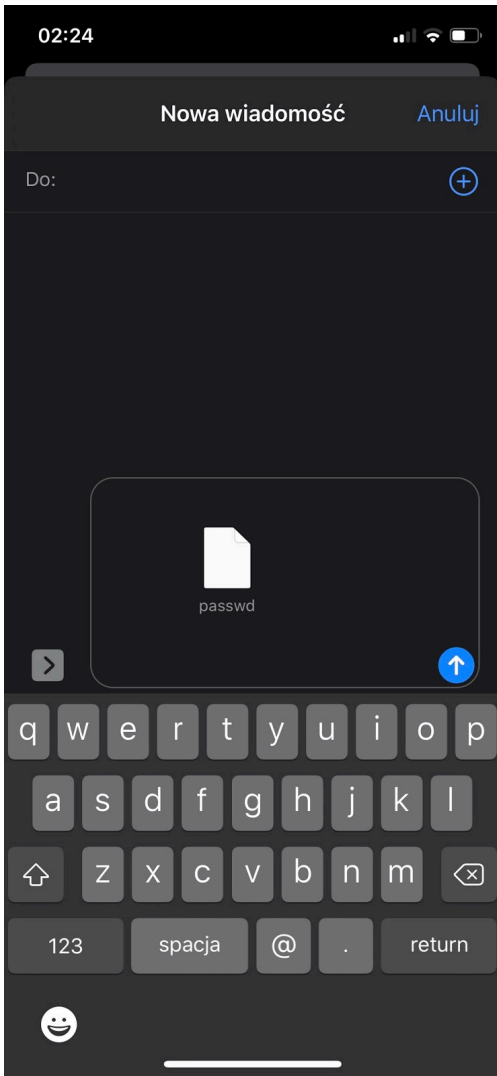 02:24
Nowa wiadomość Anuluj
Do:
passwd
q w e r t y u i o p
a s d f g h j k l
z x c v b n m
123 spacja @ . return